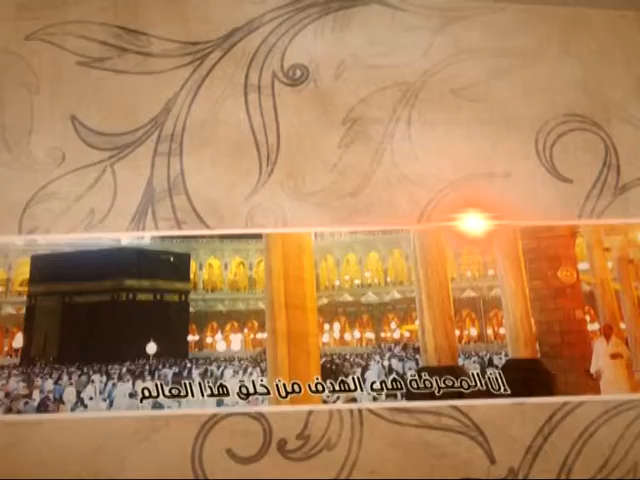 إن المعرفة هي الهدف من خلق هذا العالم